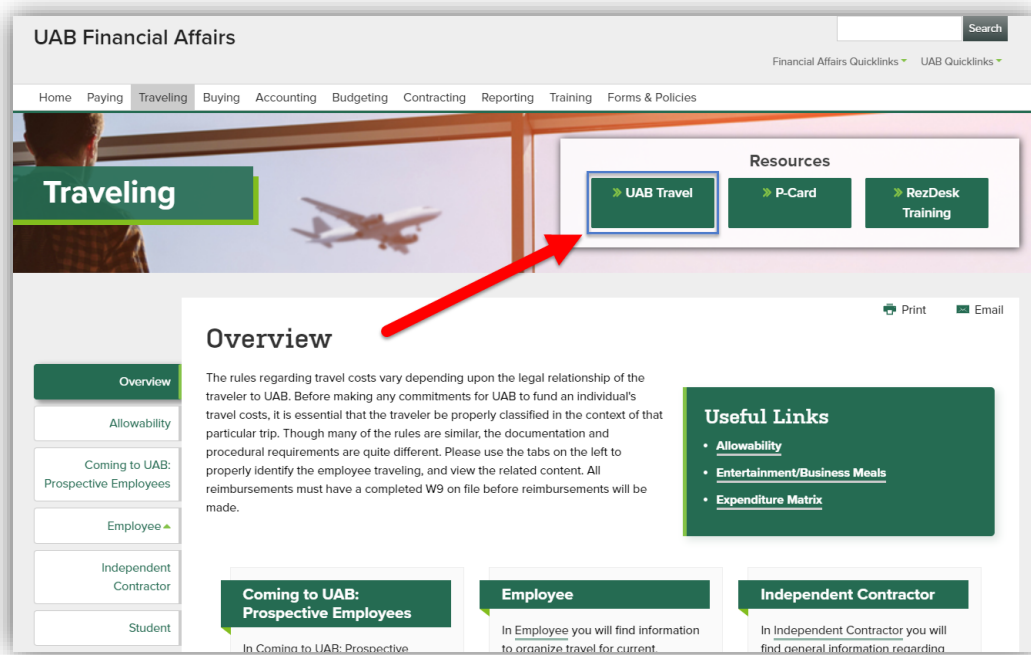 UAB Financial Affairs
Search
Financial Affairs Quicklinks
UAB Quicklinks
Home Paying Traveling Buying Accounting Budgeting Contracting Reporting Training Forms & Policies
Traveling
Resources
» UAB Travel
» P-Card
» RezDesk
Training
Print
Email
Overview
The rules regarding travel costs vary depending upon the legal relationship of the
traveler to UAB. Before making any commitments for UAB to fund an individual's
travel costs, it is essential that the traveler be properly classified in the context of that
particular trip. Though many of the rules are similar, the documentation and
procedural requirements are quite different. Please use the tabs on the left to
properly identify the employee traveling, and view the related content. All
reimbursements must have a completed W9 on file before reimbursements will be
made.
Overview
Allowability
Coming to UAB:
Prospective Employees
Employee
Independent
Contractor
Student
Useful Links
• Allowability
• Entertainment/Business Meals
• Expenditure Matrix
Coming to UAB:
Prospective Employees
In Coming to UAB: Prospective
Employee
In Employee you will find information
to organize travel for current,
Independent Contractor
In Independent Contractor you will
find general information regarding